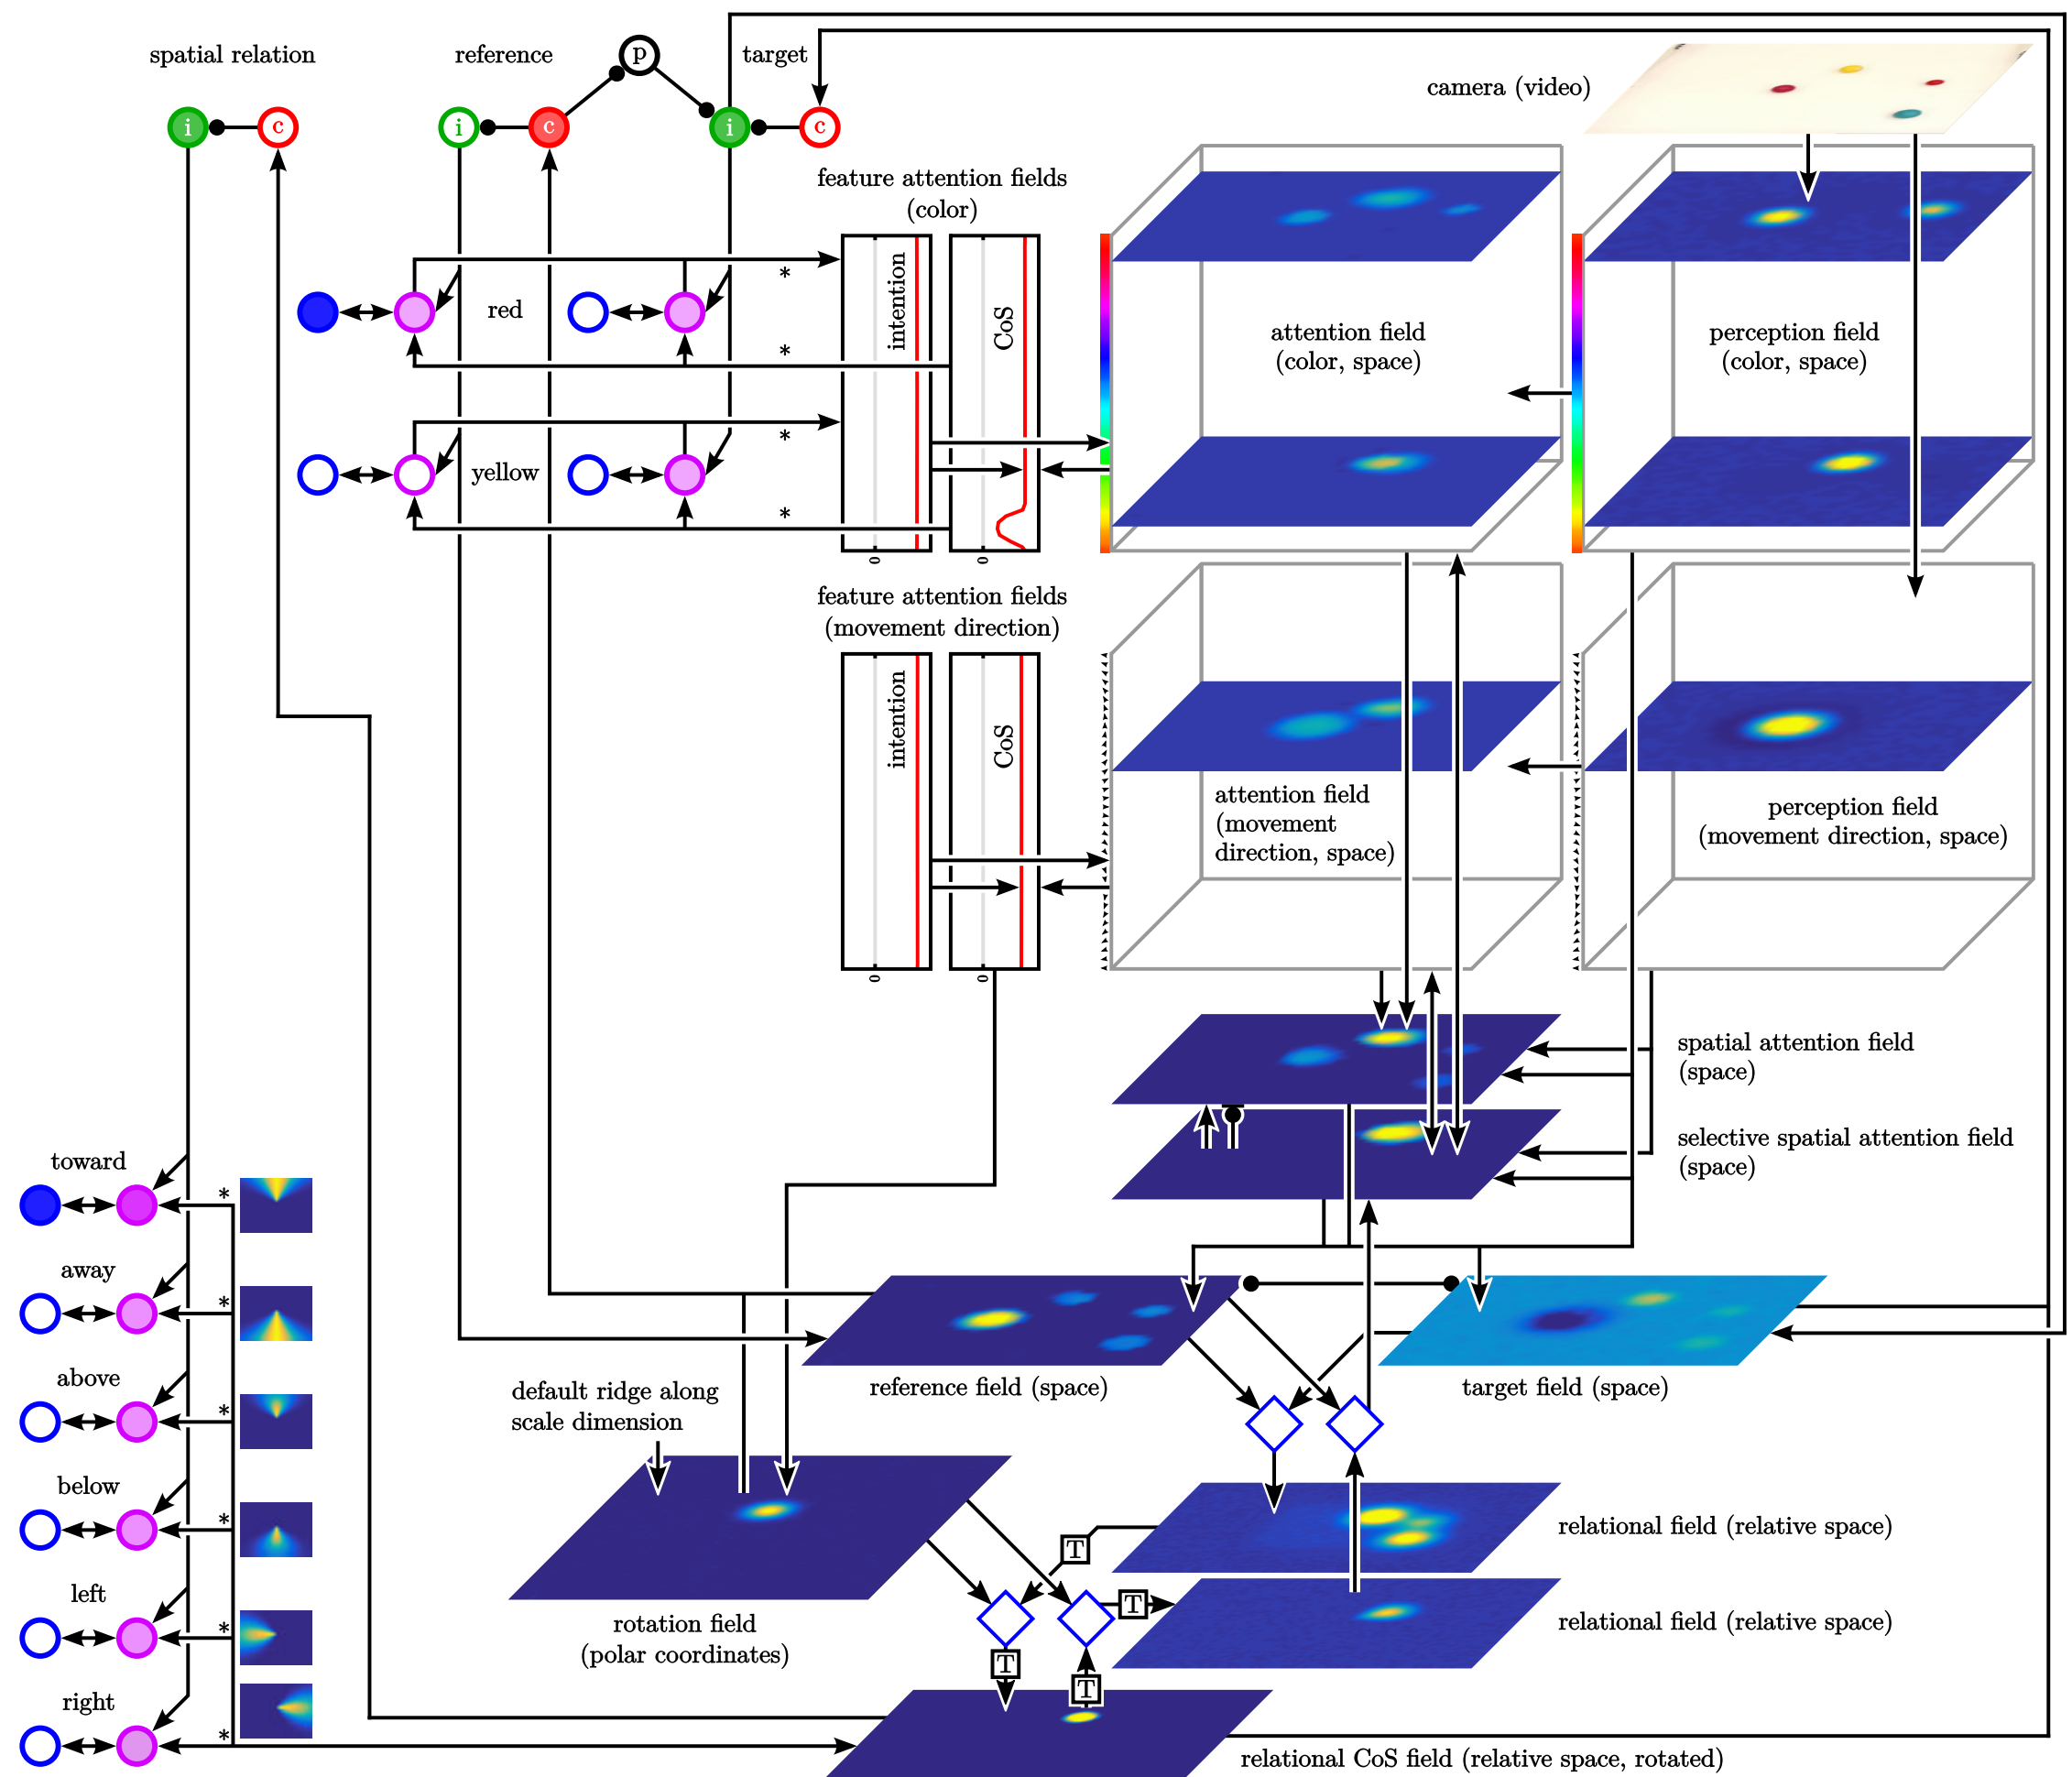 spatial relation
reference
p
target
camera (video)
i
c
i
c
i
c
feature attention fields
(color)
intention
CoS
*
red
*
attention field
(color, space)
perception field
(color, space)
*
yellow
*
0
0
feature attention fields
(movement direction)
intention
CoS
attention field
(movement
direction, space)
perception field
(movement direction, space)
0
0
spatial attention field
(space)
selective spatial attention field
(space)
toward
*
away
*
above
*
below
*
left
*
right
*
reference field (space)
target field (space)
default ridge along
scale dimension
rotation field
(polar coordinates)
T
T
T
T
relational field (relative space)
relational field (relative space)
relational CoS field (relative space, rotated)